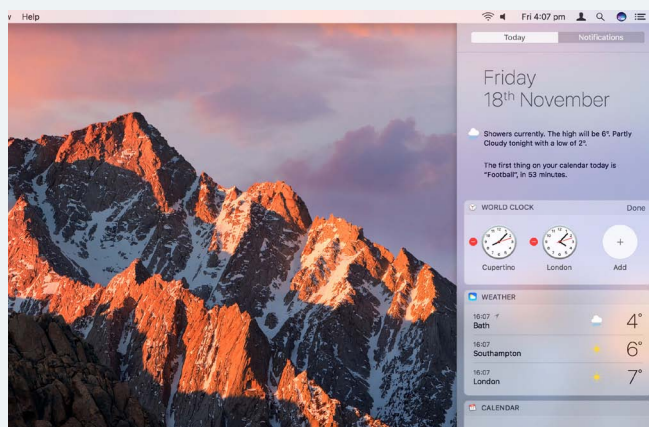 Help
Fri 4:07 pm
Today
Notifications
Friday
18th November
Showers currently. The high will be 6°. Partly
Cloudy tonight with a low of 2°.
The first thing on your calendar today is
"Football", in 53 minutes.
WORLD CLOCK
Done
Cupertino
London
+
Add
WEATHER
16:07
Bath
4°
16:07
Southampton
6°
16:07
London
7°
CALENDAR